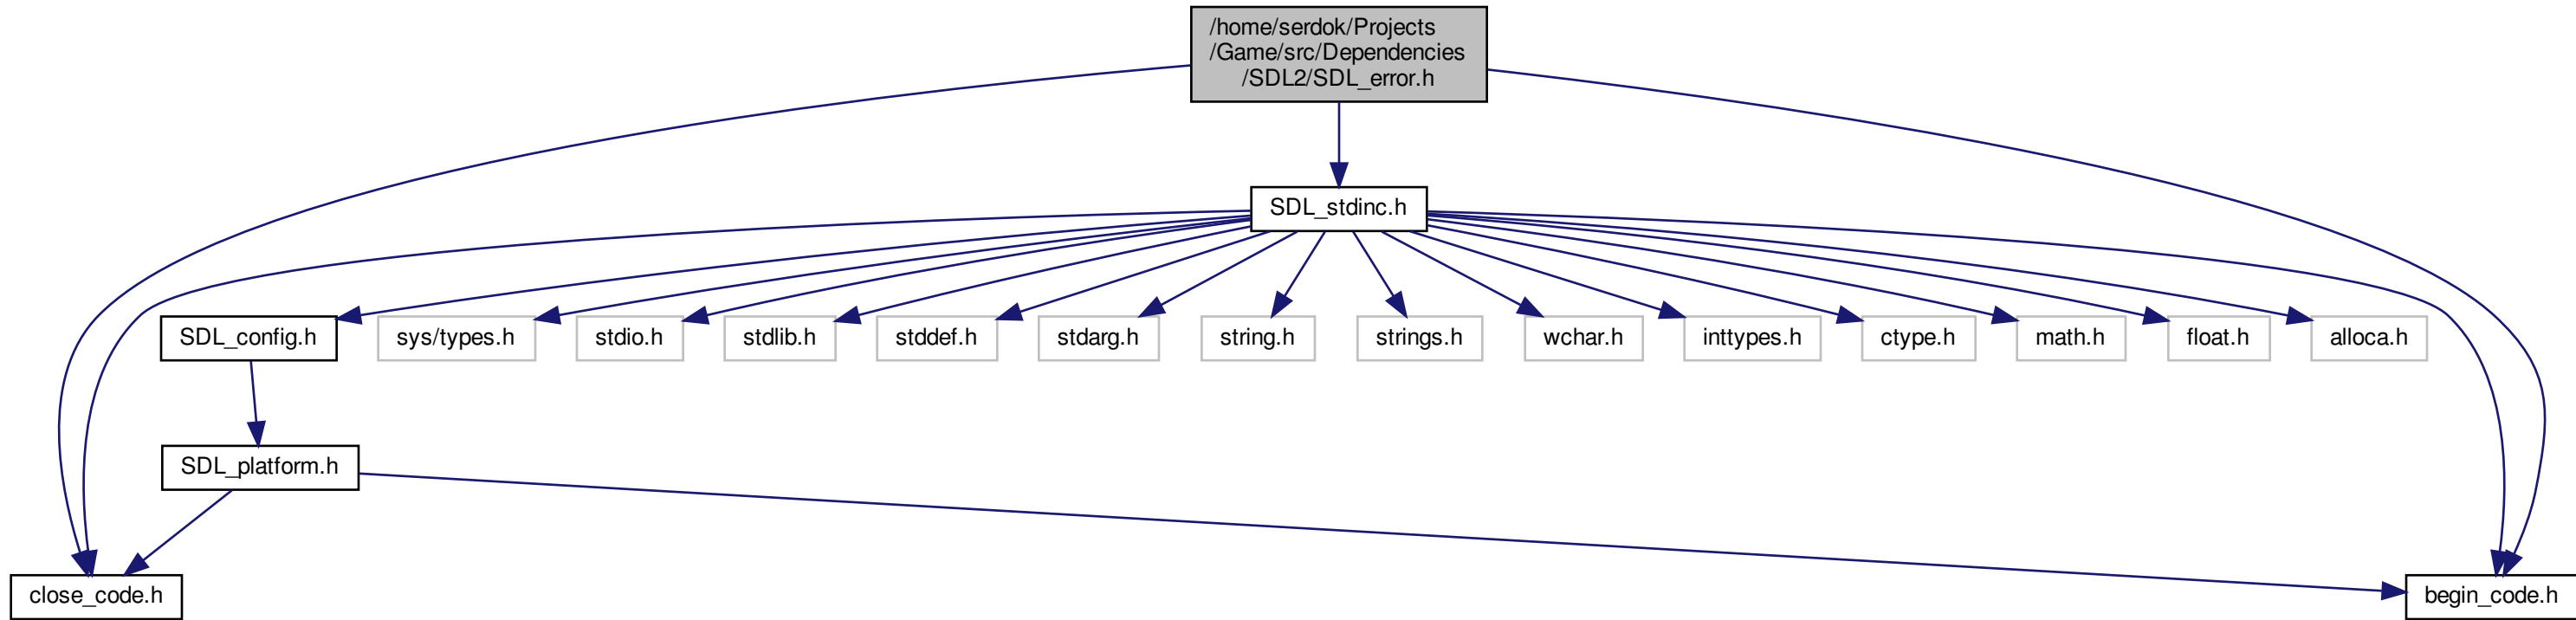 /home/serdok/Projects
/Game/src/Dependencies
/SDL2/SDL_error.h
SDL_stdinc.h
SDL_config.h
sys/types.h
stdio.h
stdlib.h
stddef.h
stdarg.h
string.h
strings.h
wchar.h
inttypes.h
ctype.h
math.h
float.h
alloca.h
SDL_platform.h
close_code.h
begin_code.h